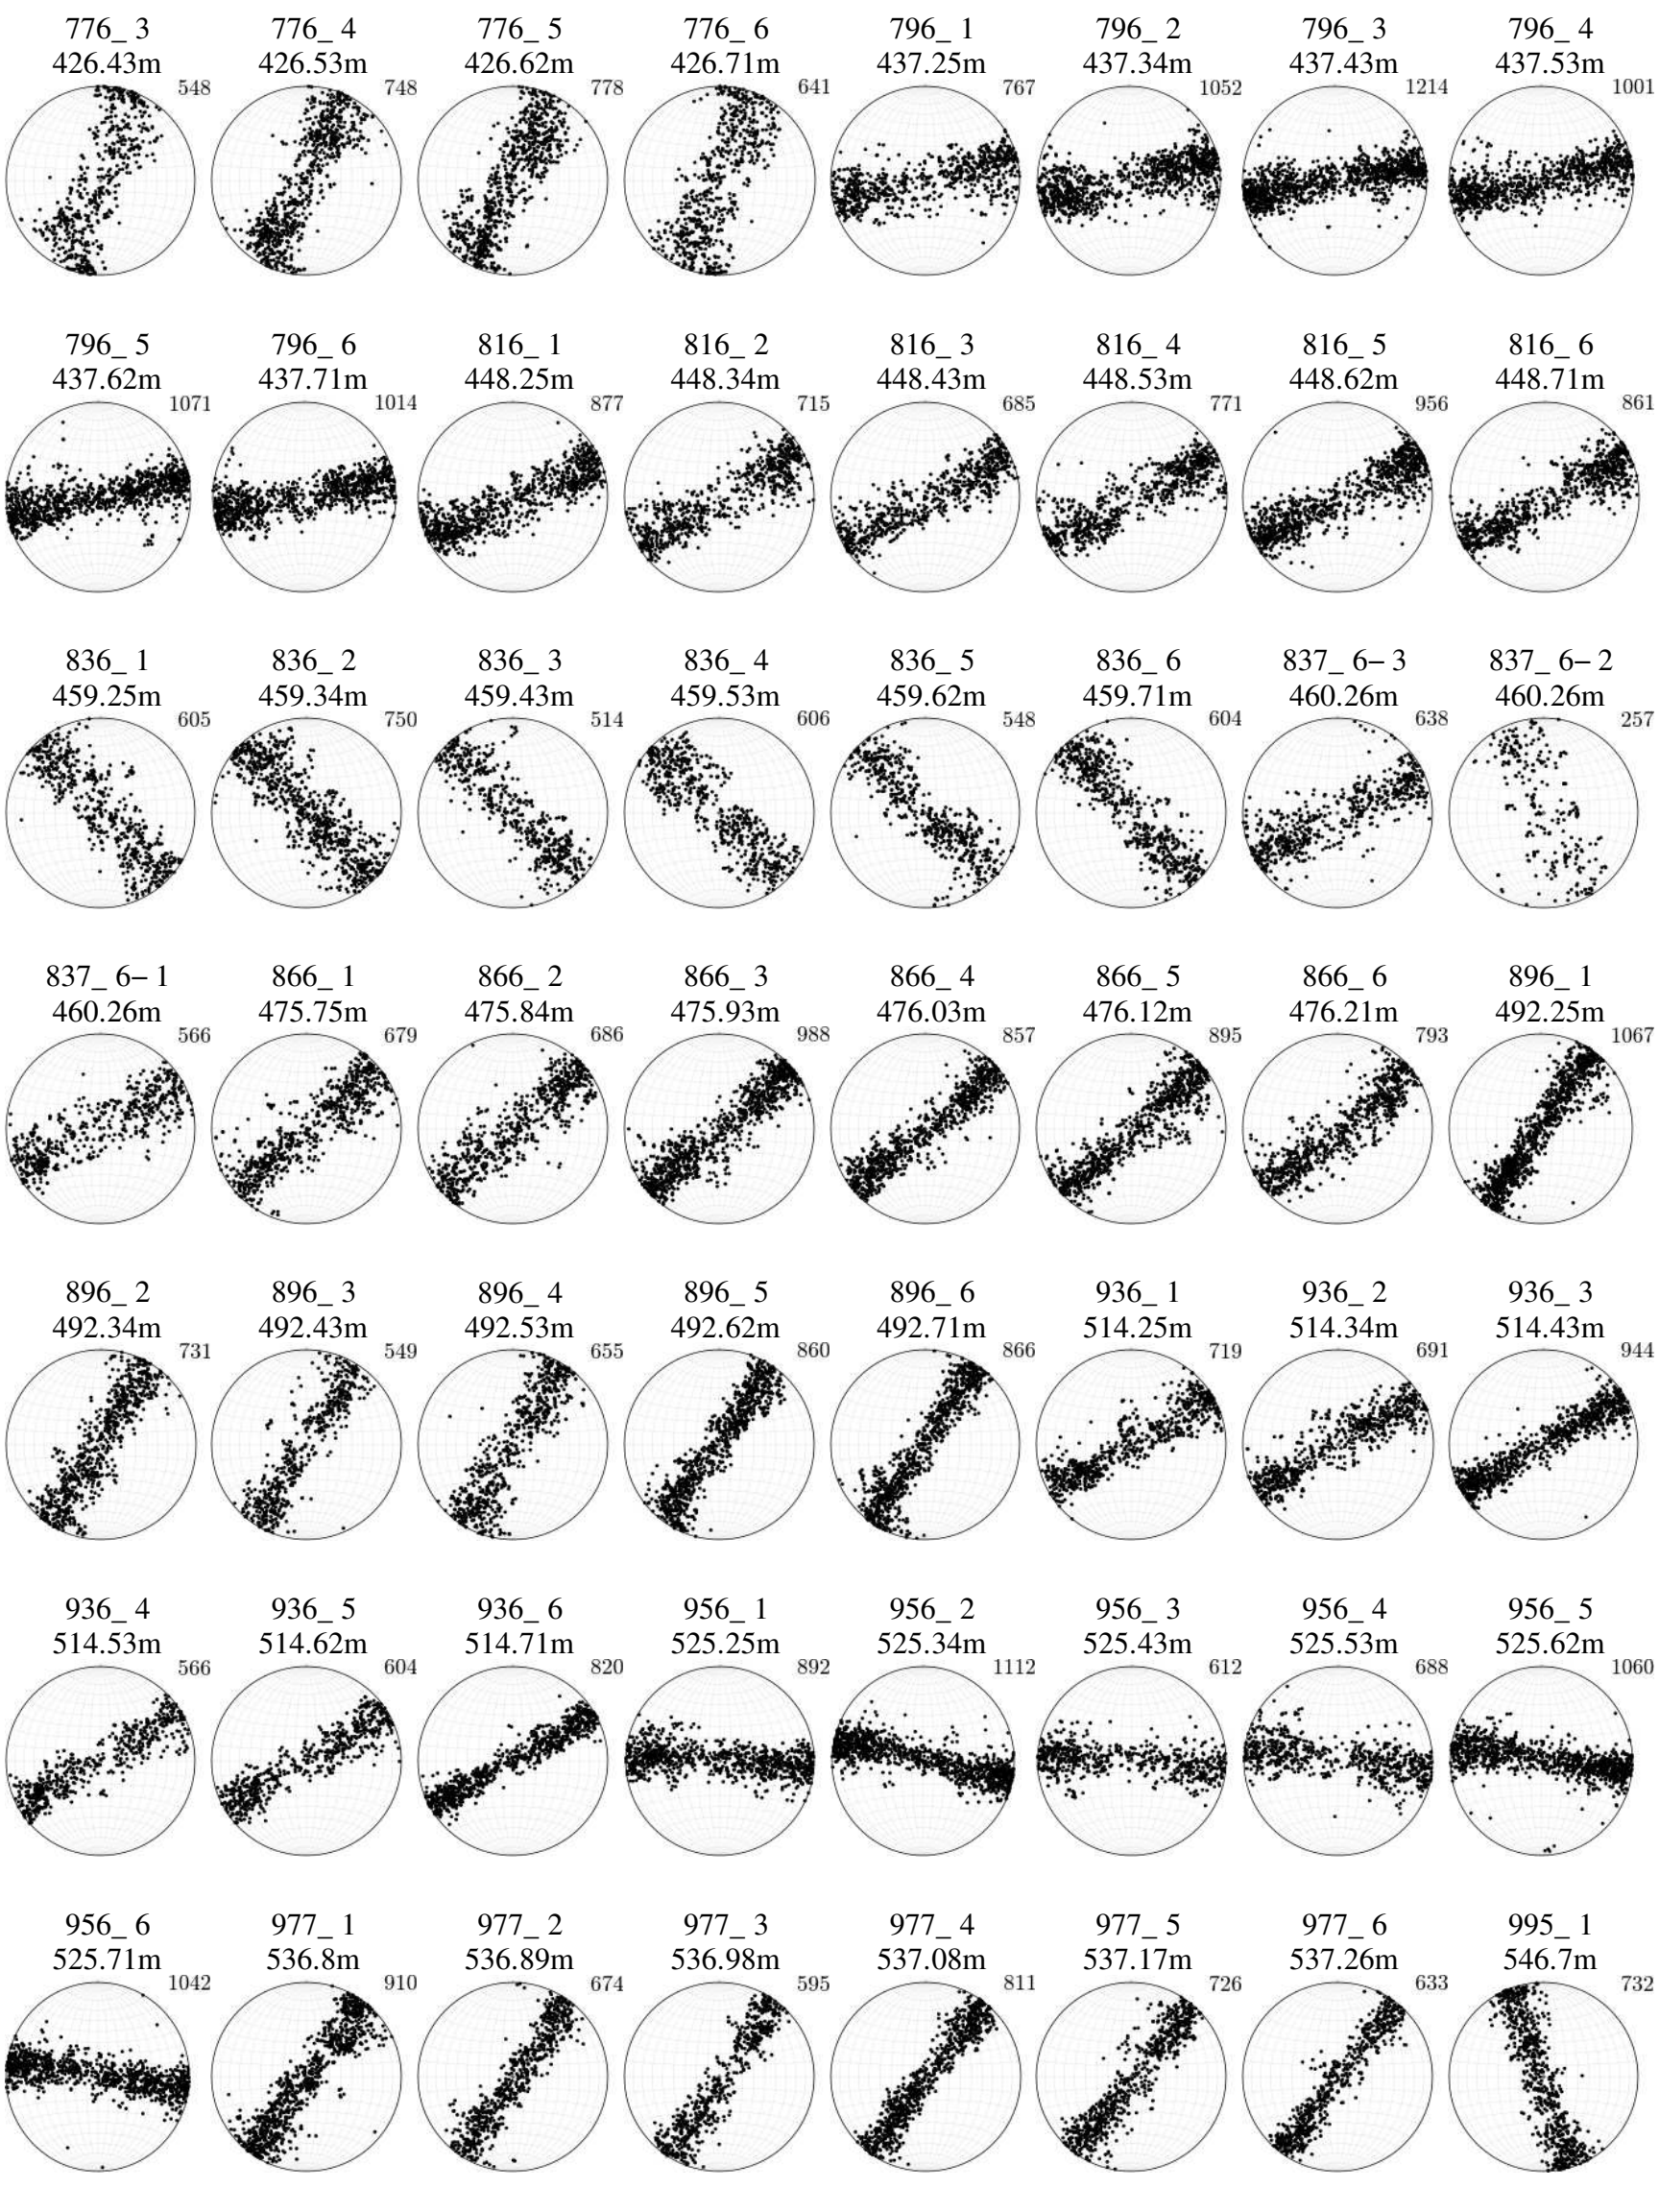 776_ 3 776_ 4 776_ 5 776_ 6 796_ 1 796_ 2 796_ 3 796_ 4
426.43m 426.53m 426.62m 426.71m 437.25m 437.34m 437.43m 437.53m
548 748 778 641 767 1052 1214 1001
796_ 5 796_ 6 816_ 1 816_ 2 816_ 3 816_ 4 816_ 5 816_ 6
437.62m 437.71m 448.25m 448.34m 448.43m 448.53m 448.62m 448.71m
1071 1014 877 715 685 771 956 861
836_ 1 836_ 2 836_ 3 836_ 4 836_ 5 836_ 6 837_ 6– 3 837_ 6– 2
459.25m 459.34m 459.43m 459.53m 459.62m 459.71m 460.26m 460.26m
605 750 514 606 548 604 638 257
837_ 6– 1 866_ 1 866_ 2 866_ 3 866_ 4 866_ 5 866_ 6 896_ 1
460.26m 475.75m 475.84m 475.93m 476.03m 476.12m 476.21m 492.25m
566 679 686 988 857 895 793 1067
896_ 2 896_ 3 896_ 4 896_ 5 896_ 6 936_ 1 936_ 2 936_ 3
492.34m 492.43m 492.53m 492.62m 492.71m 514.25m 514.34m 514.43m
731 549 655 860 866 719 691 944
936_ 4 936_ 5 936_ 6 956_ 1 956_ 2 956_ 3 956_ 4 956_ 5
514.53m 514.62m 514.71m 525.25m 525.34m 525.43m 525.53m 525.62m
566 604 820 892 1112 612 688 1060
956_ 6 977_ 1 977_ 2 977_ 3 977_ 4 977_ 5 977_ 6 995_ 1
525.71m 536.8m 536.89m 536.98m 537.08m 537.17m 537.26m 546.7m
1042 910 674 595 811 726 633 732